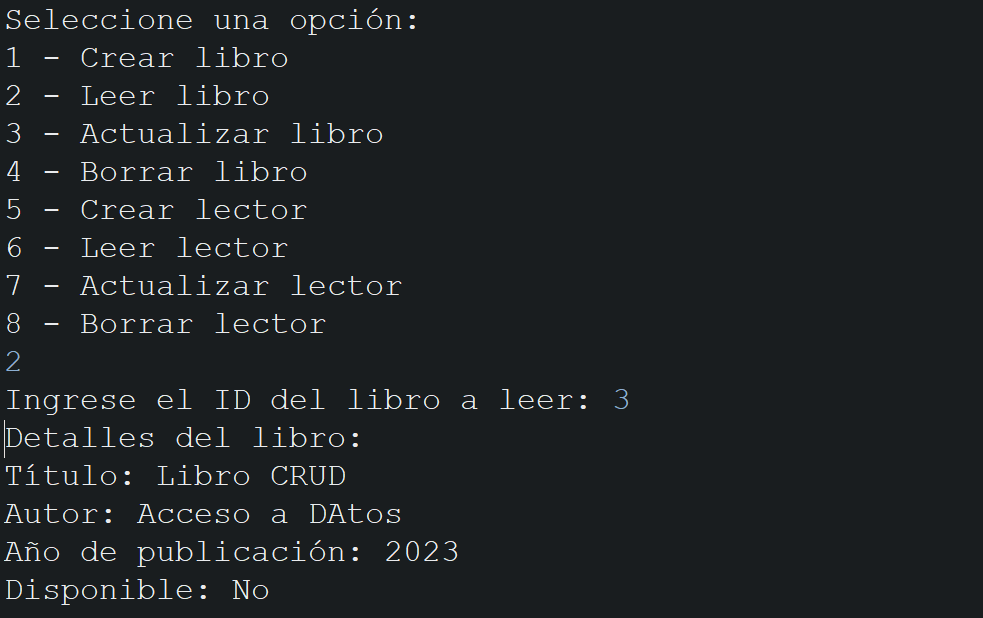 Seleccione una opción:
1 - Crear libro
2 - Leer libro
3 - Actualizar libro
4 - Borrar libro
5 - Crear lector
6 - Leer lector
7 - Actualizar lector
8 - Borrar lector
2
Ingrese el ID del libro a leer: 3
Detalles del libro:
Título: Libro CRUD
Autor: Acceso a DAtos
Año de publicación: 2023
Disponible: No